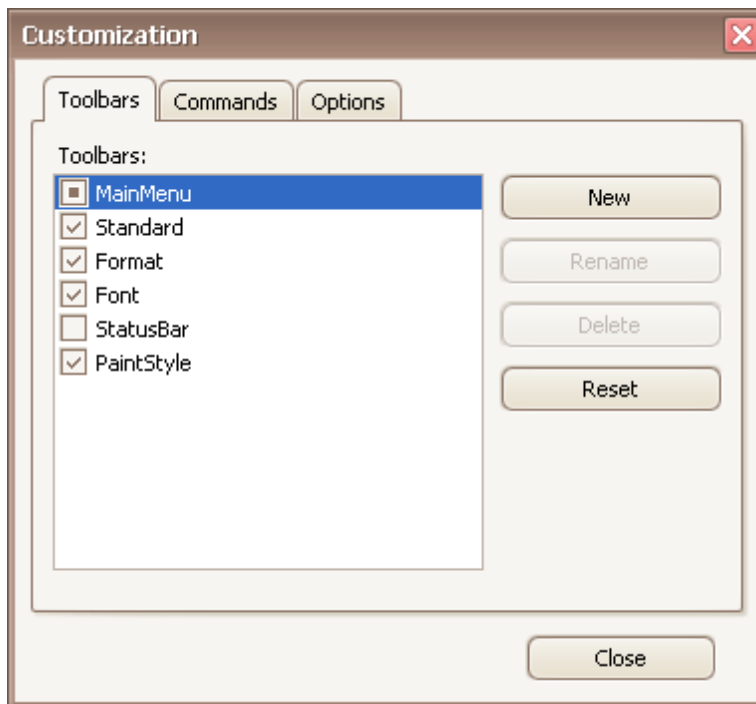 Customization
Toolbars Commands Options
Toolbars:
MainMenu
Standard
Format
Font
StatusBar
PaintStyle
New
Rename
Delete
Reset
Close